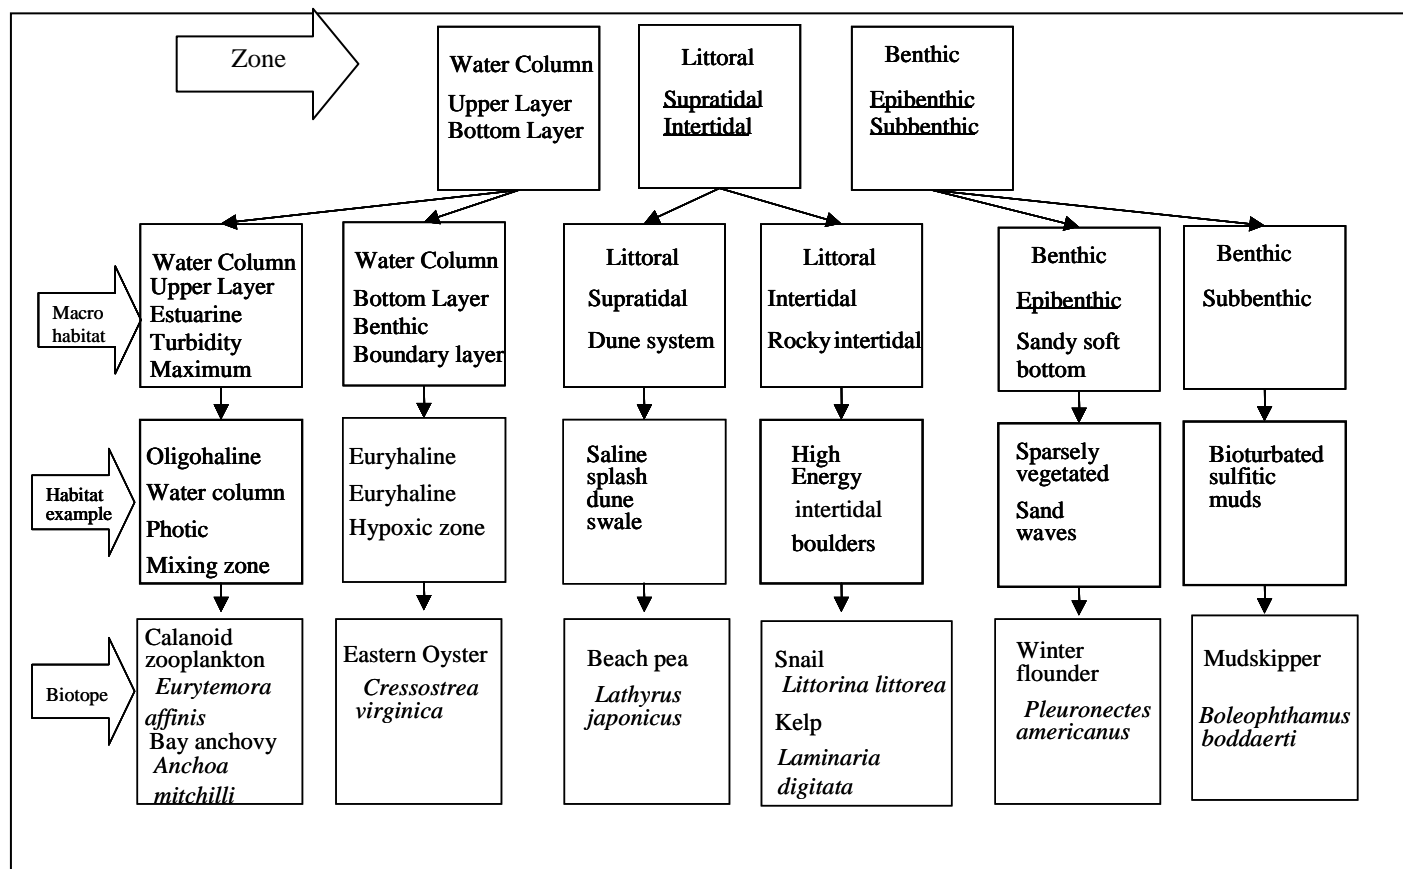 Zone
Water Column
Upper Layer
Bottom Layer
Littoral
Supratidal
Intertidal
Benthic
Epibenthic
Subbenthic
Macro
habitat
Water Column
Upper Layer
Estuarine
Turbidity
Maximum
Water Column
Bottom Layer
Benthic
Boundary layer
Littoral
Supratidal
Dune system
Littoral
Intertidal
Rocky intertidal
Benthic
Epibenthic
Sandy soft
bottom
Benthic
Subbenthic
Habitat
example
Oligohaline
Water column
Photic
Mixing zone
Euryhaline
Euryhaline
Hypoxic zone
Saline
splash
dune
swale
High
Energy
intertidal
boulders
Sparsely
vegetated
Sand
waves
Bioturbated
sulfitic
muds
Biotope
Calanoid
zooplankton
Eurytemora
affinis
Bay anchovy
Anchoa
mitchilli
Eastern Oyster
Cressostrea
virginica
Beach pea
Lathyrus
japonicus
Snail
Littorina littorea
Kelp
Laminaria
digitata
Winter
flounder
Pleuronectes
americanus
Mudskipper
Boleophthamus
boddaerti